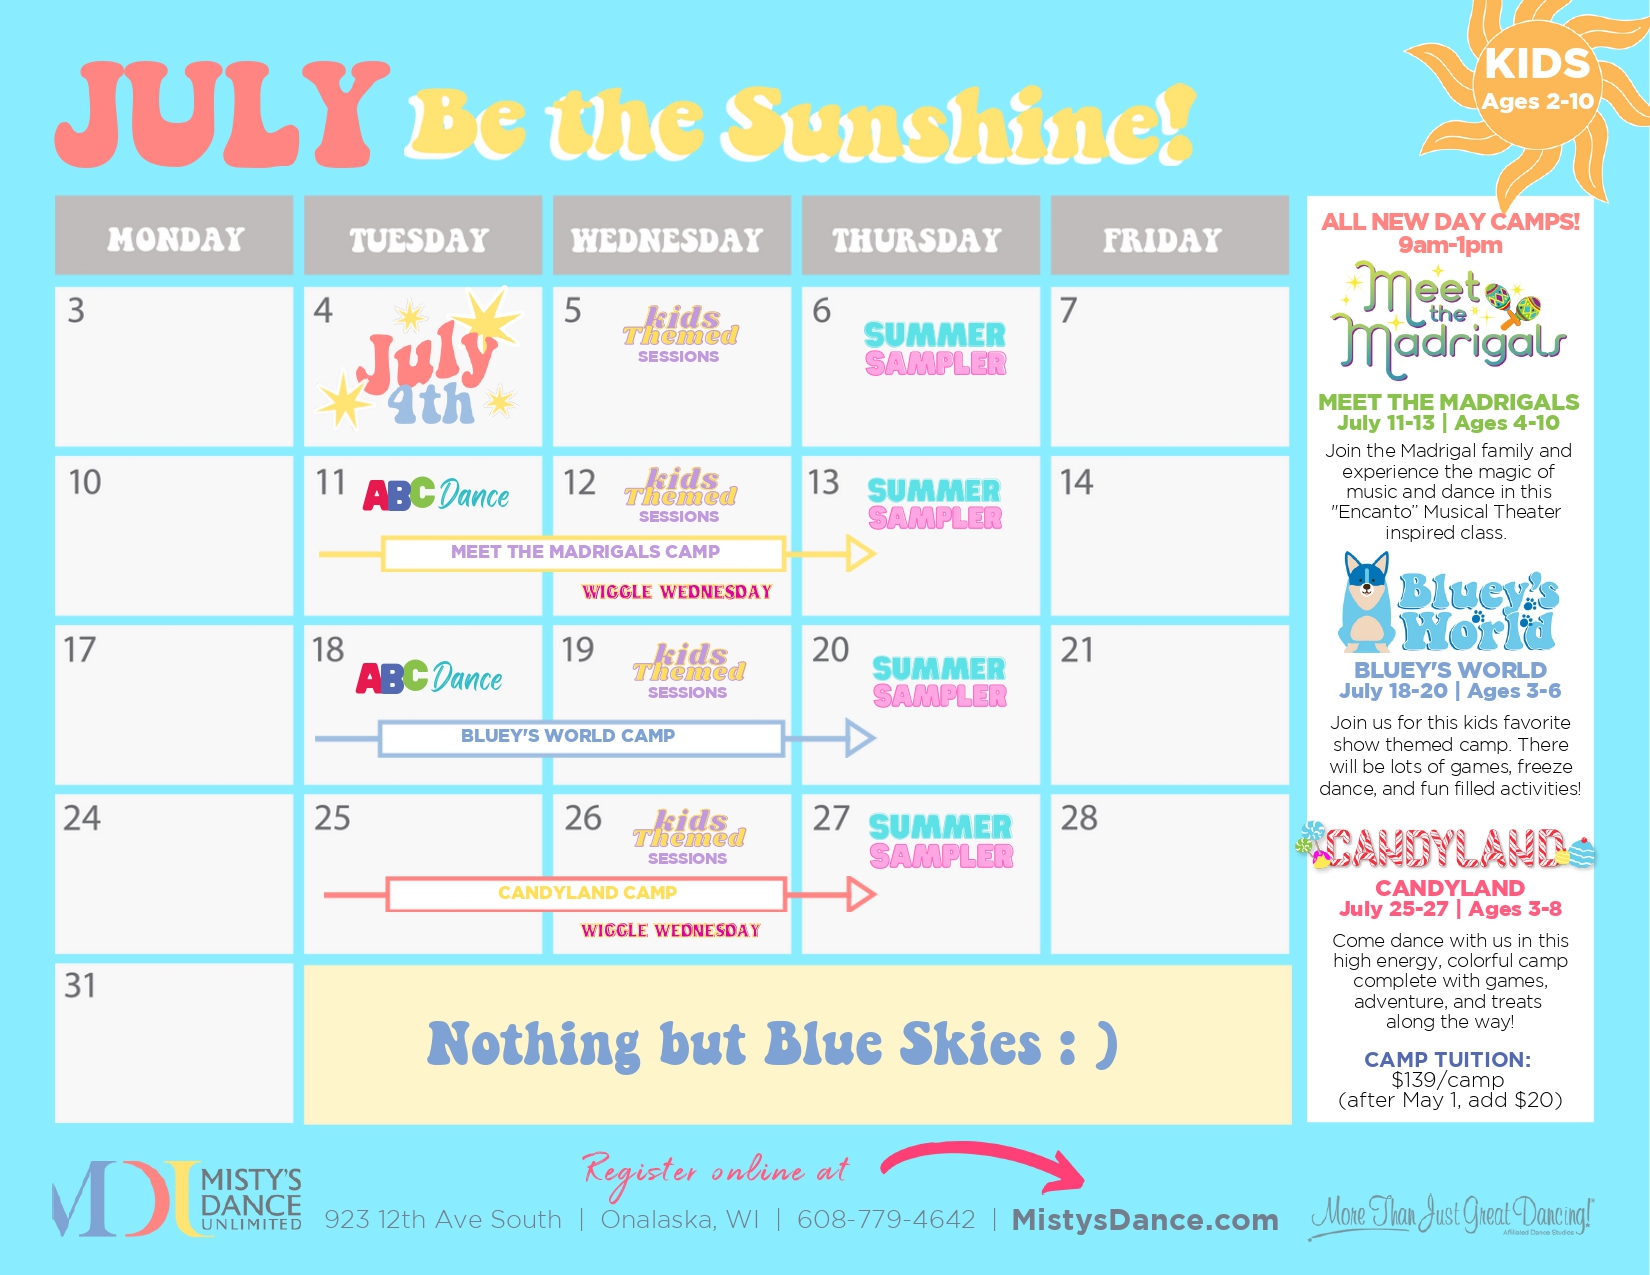 JULY Be the Sunshine!
KIDS
Ages 2-10
MONDAY
TUESDAY
WEDNESDAY
THURSDAY
FRIDAY
3
4
July
4th
5
kids
Themed
SESSIONS
6
SUMMER
SAMPLER
7
10
11
ABC Dance
12
kids
Themed
SESSIONS
13
SUMMER
SAMPLER
14
MEET THE MADRIGALS CAMP
WIGGLE WEDNESDAY
17
18
ABC Dance
19
kids
Themed
SESSIONS
20
SUMMER
SAMPLER
21
BLUEY'S WORLD CAMP
24
25
26
kids
Themed
SESSIONS
27
SUMMER
SAMPLER
28
CANDYLAND CAMP
WIGGLE WEDNESDAY
31
Nothing but Blue Skies : )
ALL NEW DAY CAMPS!
9am-1pm
Meet
the
Madrigals
MEET THE MADRIGALS
July 11-13 | Ages 4-10
Join the Madrigal family and
experience the magic of
music and dance in this
"Encanto” Musical Theater
inspired class.
Bluey's
World
BLUEY'S WORLD
July 18-20 | Ages 3-6
Join us for this kids favorite
show themed camp. There
will be lots of games, freeze
dance, and fun filled activities!
CANDYLAND
CANDYLAND
July 25-27 | Ages 3-8
Come dance with us in this
high energy, colorful camp
complete with games,
adventure, and treats
along the way!
CAMP TUITION:
$139/camp
(after May 1, add $20)
MDU MISTY'S
DANCE
UNLIMITED
Register online at
923 12th Ave South | Onalaska, WI | 608-779-4642 | MistysDance.com
More Than Just Great Dancing!
Affiliated Dance Studios